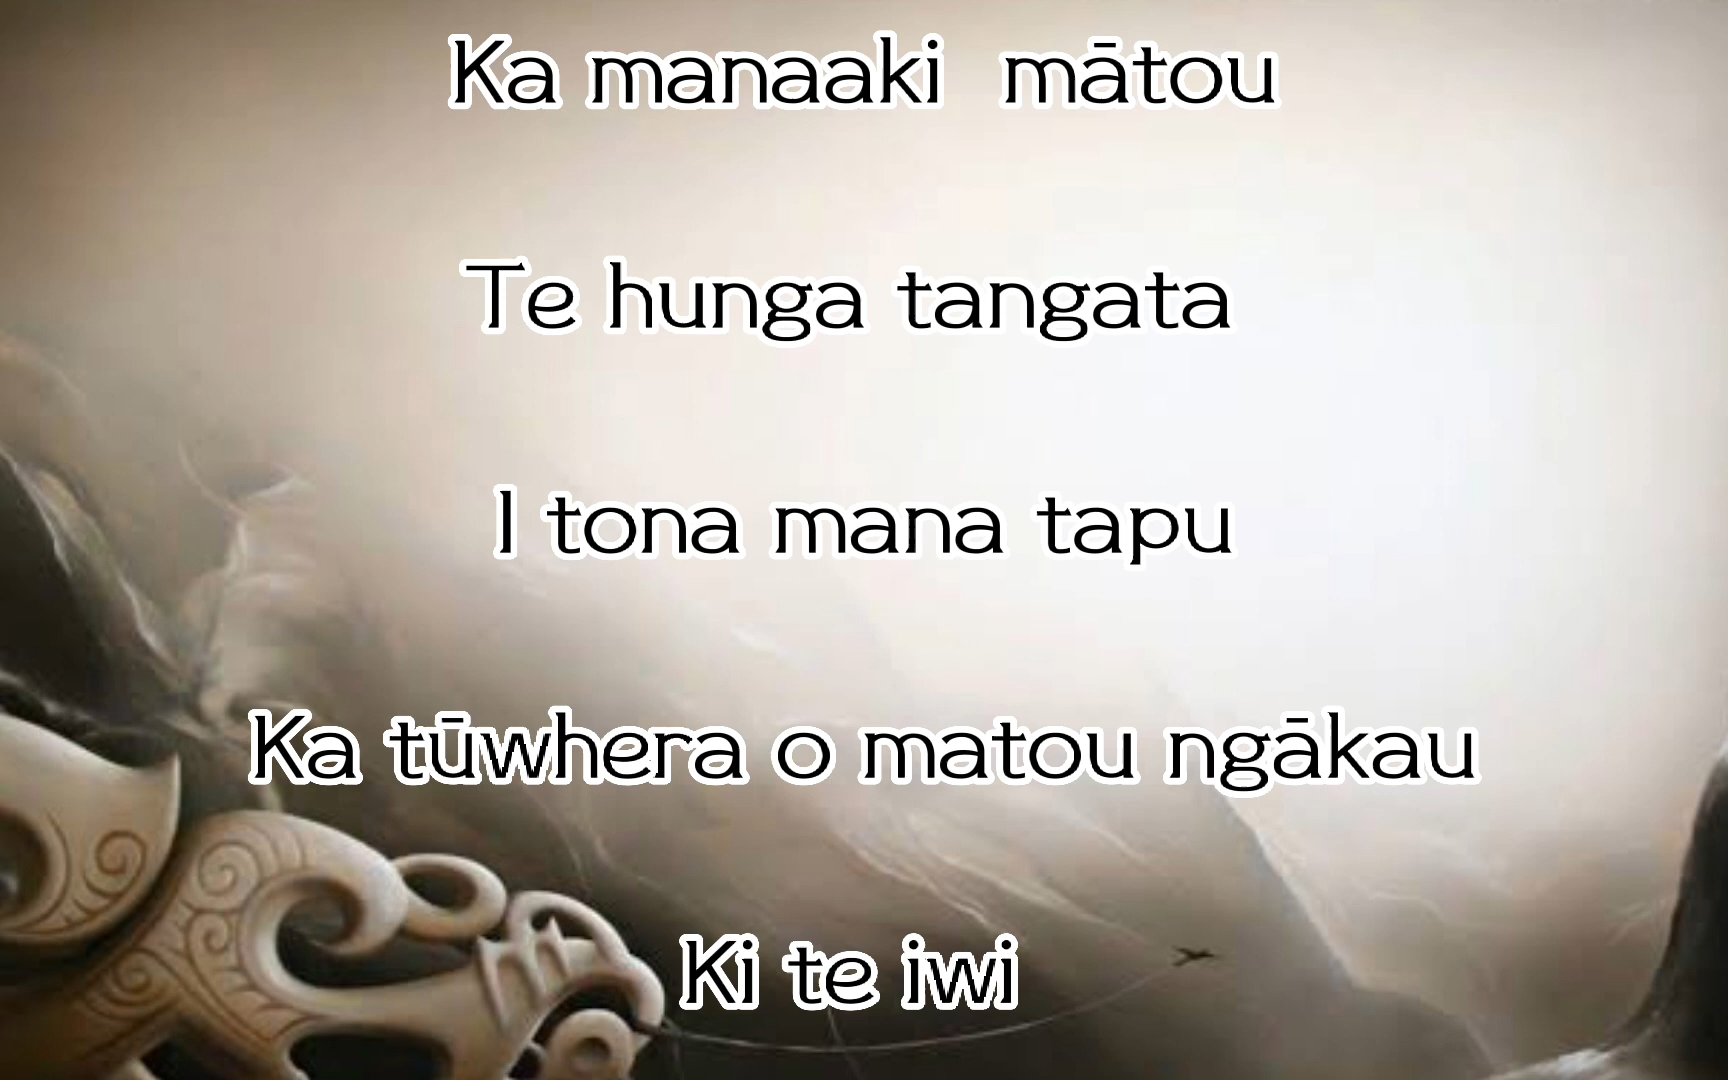 Ka manaaki mātou
Te hunga tangata
I tona mana tapu
Ka tūwhera o matou ngākau
Ki te iwi